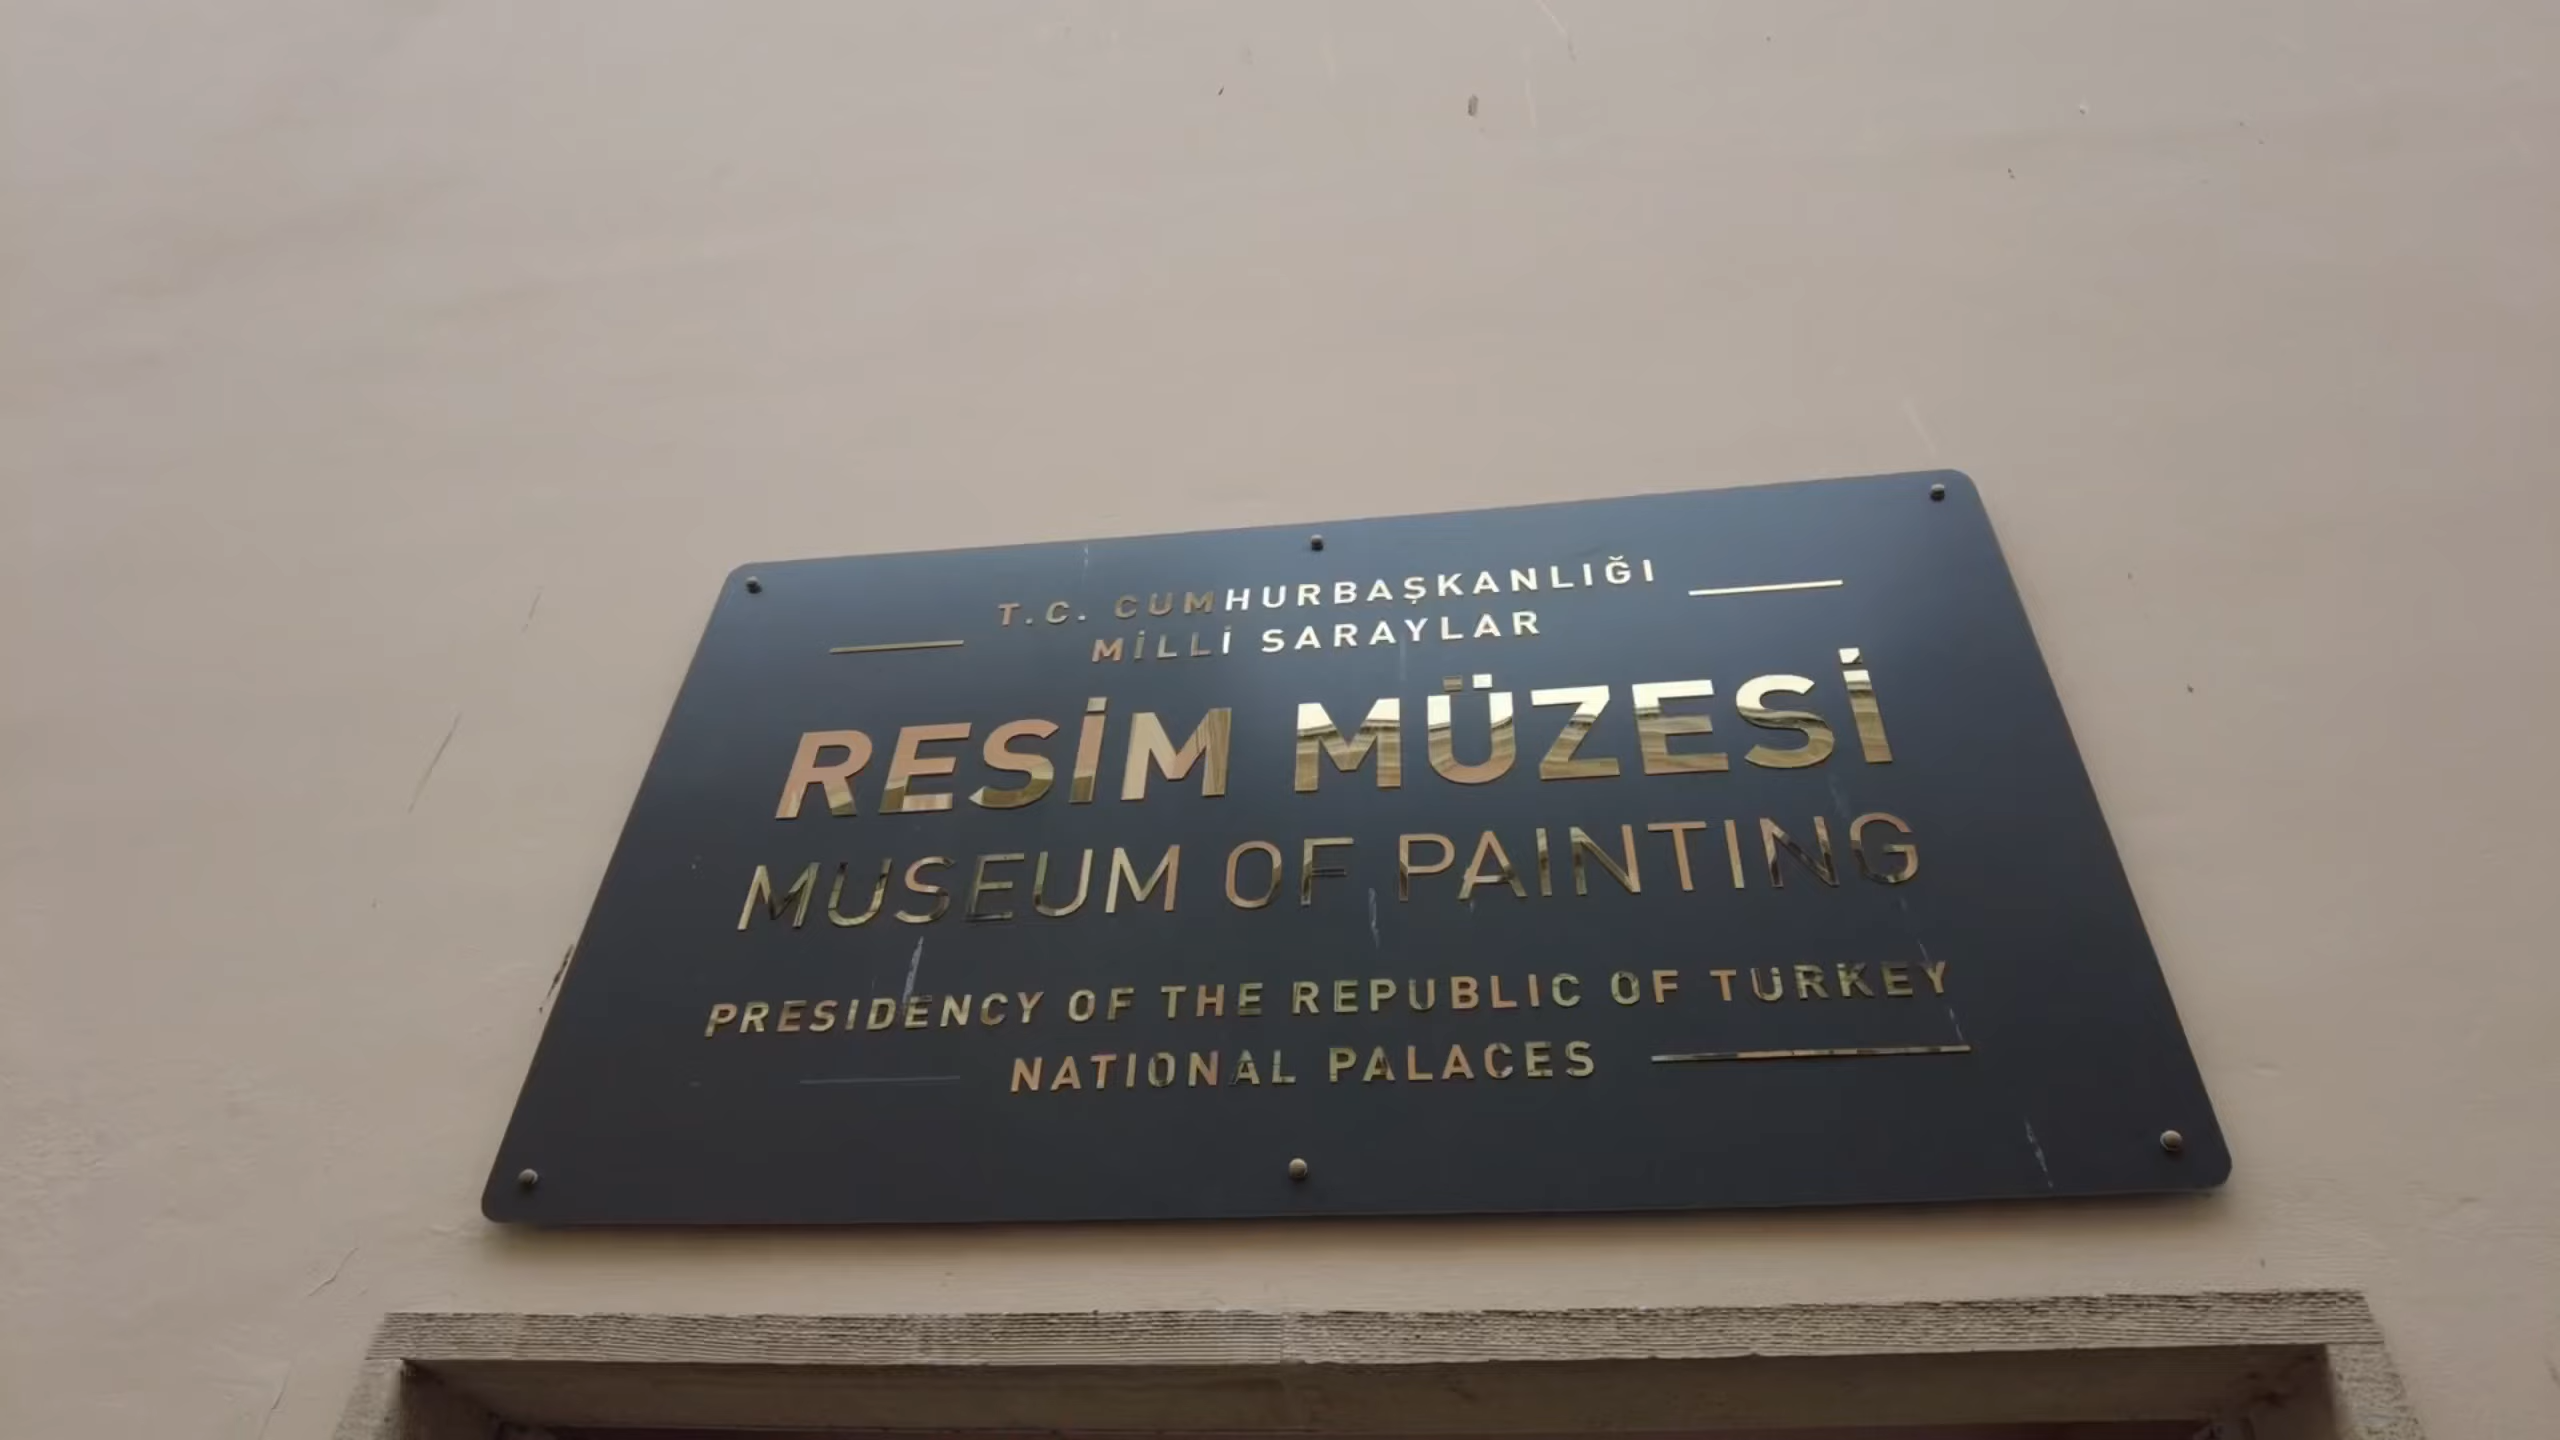 T.C. CUMHURBAŞKANLIĞI
MİLLİ SARAYLAR
RESİM MÜZESİ
MUSEUM OF PAINTING
PRESIDENCY OF THE REPUBLIC OF TURKEY
NATIONAL PALACES